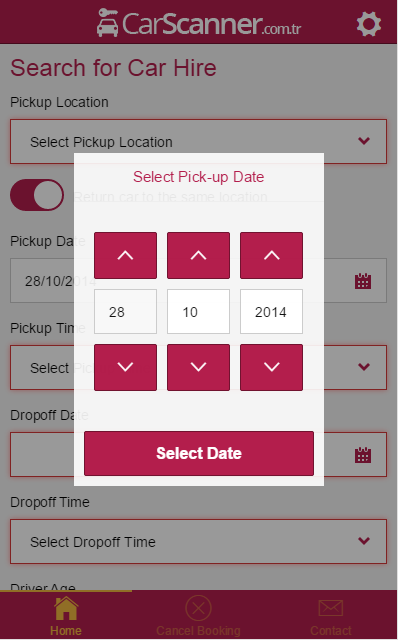 CarScanner.com.tr
Search for Car Hire
Pickup Location
Select Pickup Location
Select Pick-up Date
Return car to the same location
Pickup Date
28/10/2014
28
10
2014
Pickup Time
Select
Dropoff Date
Select Date
Dropoff Time
Select Dropoff Time
Driver Age
Home
Cancel Booking
Contact